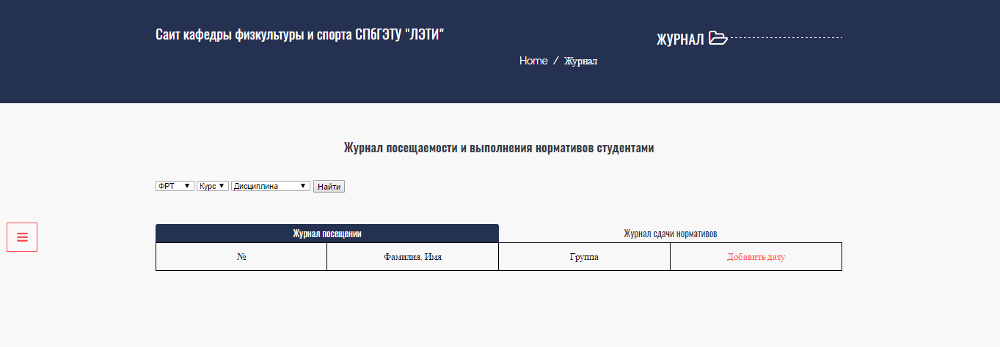 Саит кафедры физкультуры и спорта СПбГЭТУ "ЛЭТИ"
ЖУРНАЛ
Home / Журнал
Журнал посещаемости и выполнения нормативов студентами
ФРТ Курс Дисциплина Найти
Журнал посещении Журнал сдачи нормативов
№ Фамилия, Имя Группа Добавить дату